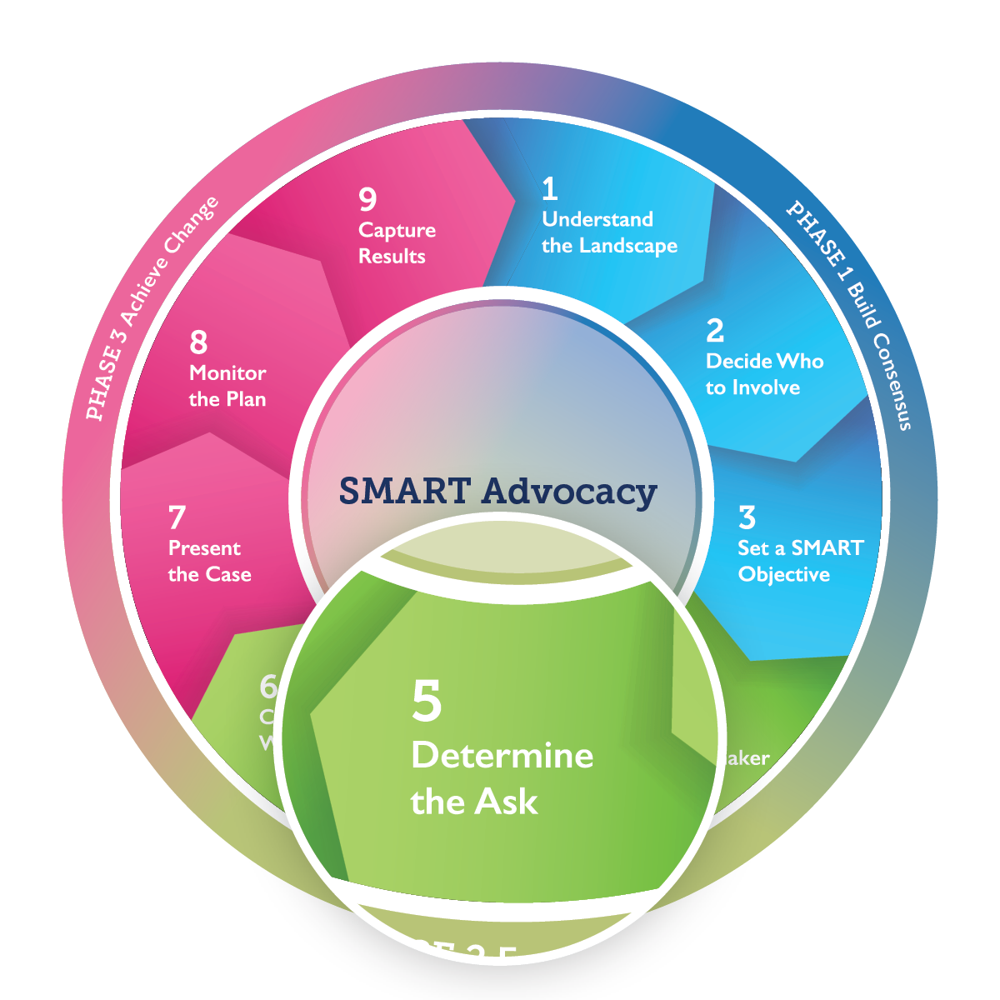 PHASE 1 Build Consensus
PHASE 3 Achieve Change
1
Understand
the Landscape
2
Decide Who
to Involve
3
Set a SMART
Objective
5
Determine
the Ask
6
7
Present
the Case
8
Monitor
the Plan
9
Capture
Results
SMART Advocacy